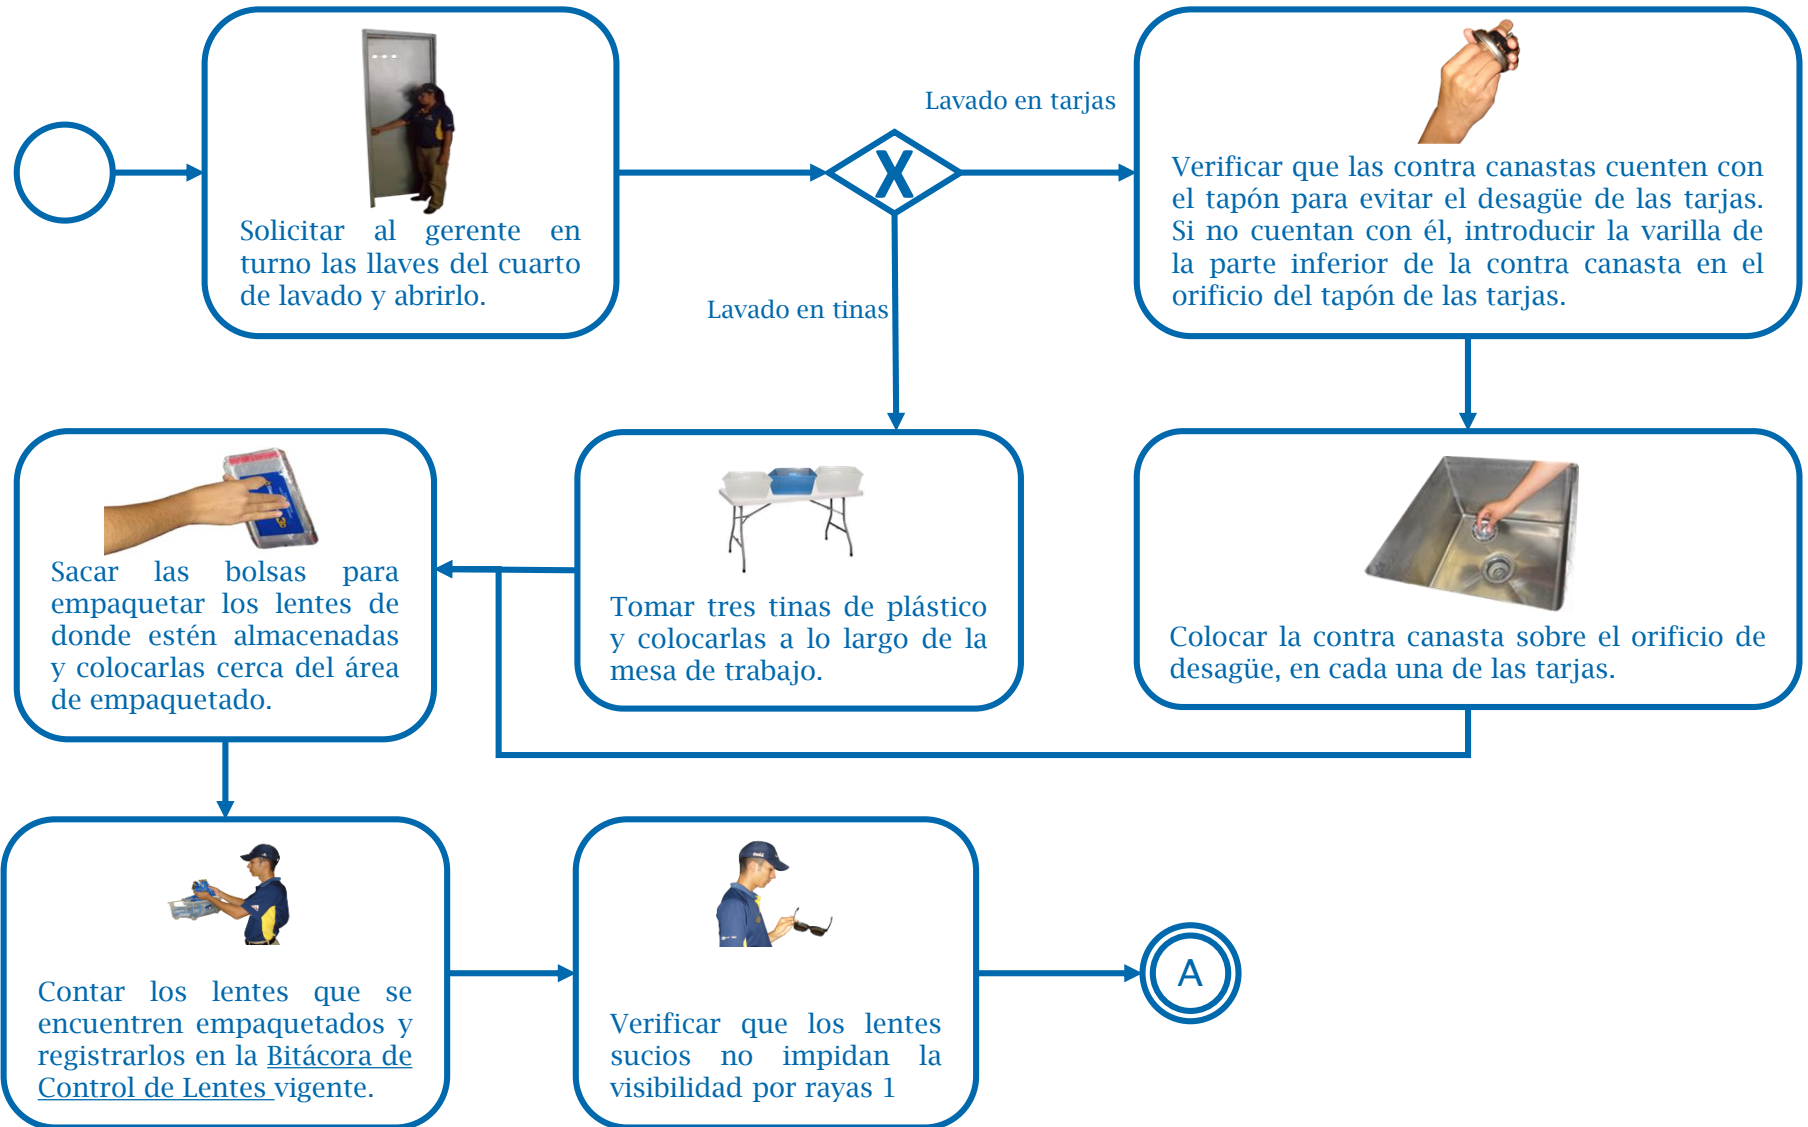 Solicitar al gerente en
turno las llaves del cuarto
de lavado y abrirlo.
X
Lavado en tarjas
Verificar que las contra canastas cuenten con
el tapón para evitar el desagüe de las tarjas.
Si no cuentan con él, introducir la varilla de
la parte inferior de la contra canasta en el
orificio del tapón de las tarjas.
Lavado en tinas
Sacar las bolsas para
empaquetar los lentes de
donde estén almacenadas
y colocarlas cerca del área
de empaquetado.
Tomar tres tinas de plástico
y colocarlas a lo largo de la
mesa de trabajo.
Colocar la contra canasta sobre el orificio de
desagüe, en cada una de las tarjas.
Contar los lentes que se
encuentren empaquetados y
registrarlos en la Bitácora de
Control de Lentes vigente.
Verificar que los lentes
sucios no impidan la
visibilidad por rayas 1
A